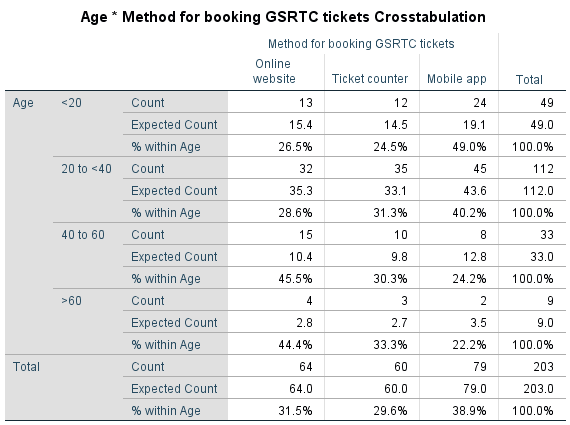 Age * Method for booking GSRTC tickets Crosstabulation
Method for booking GSRTC tickets
Online website Ticket counter Mobile app Total
Age <20 Count 13 12 24 49
Expected Count 15.4 14.5 19.1 49.0
% within Age 26.5% 24.5% 49.0% 100.0%
20 to <40 Count 32 35 45 112
Expected Count 35.3 33.1 43.6 112.0
% within Age 28.6% 31.3% 40.2% 100.0%
40 to 60 Count 15 10 8 33
Expected Count 10.4 9.8 12.8 33.0
% within Age 45.5% 30.3% 24.2% 100.0%
>60 Count 4 3 2 9
Expected Count 2.8 2.7 3.5 9.0
% within Age 44.4% 33.3% 22.2% 100.0%
Total Count 64 60 79 203
Expected Count 64.0 60.0 79.0 203.0
% within Age 31.5% 29.6% 38.9% 100.0%